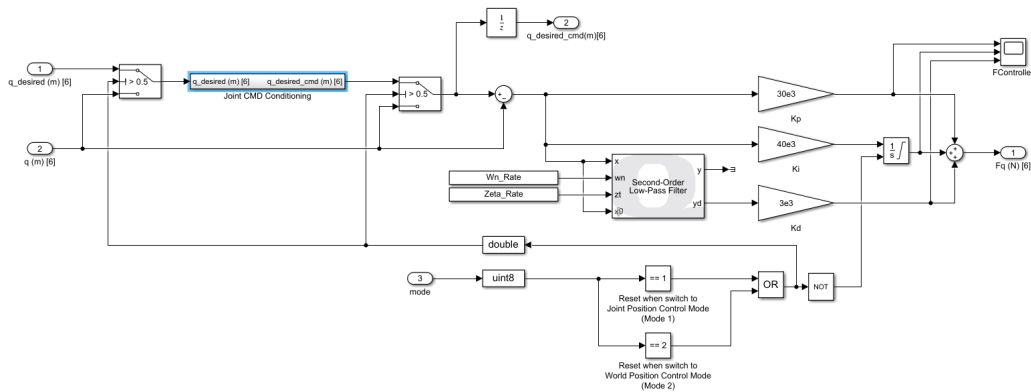 1
z
2
q_desired_cmd(m)[6]
1
q_desired (m) [6]
> 0.5
q_desired (m) [6]
q_desired_cmd (m) [6]
Joint CMD Conditioning
> 0.5
30e3
Kp
FControlle
2
q (m) [6]
40e3
Ki
1
s
1
Fq (N) [6]
Wn_Rate
Zeta_Rate
x
wn
zt
Second-Order
Low-Pass Filter
y
yd
3e3
Kd
double
3
mode
uint8
== 1
Reset when switch to
Joint Position Control Mode
(Mode 1)
OR
NOT
== 2
Reset when switch to
World Position Control Mode
(Mode 2)